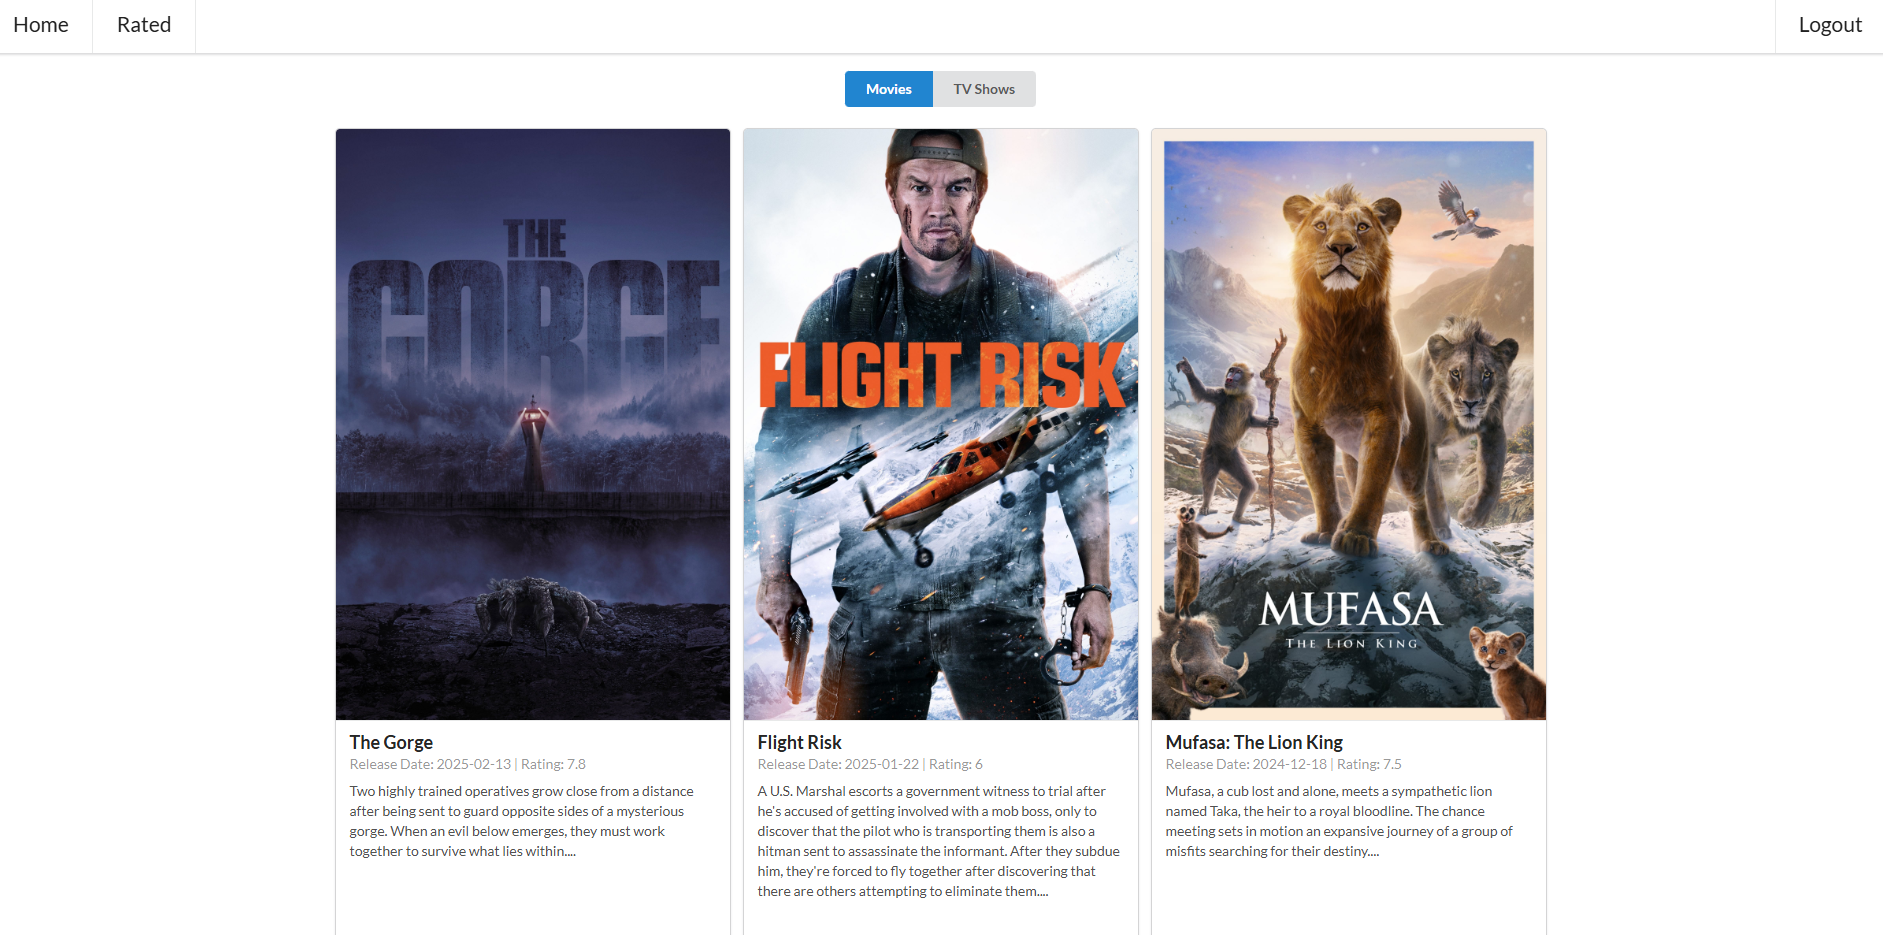 Home
Rated
Logout
Movies
TV Shows
THE
GORGE
FLIGHT RISK
MUFASA
THE LION KING
The Gorge
Release Date: 2025-02-13 | Rating: 7.8
Two highly trained operatives grow close from a distance
after being sent to guard opposite sides of a mysterious
gorge. When an evil below emerges, they must work
together to survive what lies within....
Flight Risk
Release Date: 2025-01-22 | Rating: 6
A U.S. Marshal escorts a government witness to trial after
he's accused of getting involved with a mob boss, only to
discover that the pilot who is transporting them is also a
hitman sent to assassinate the informant. After they subdue
him, they're forced to fly together after discovering that
there are others attempting to eliminate them....
Mufasa: The Lion King
Release Date: 2024-12-18 | Rating: 7.5
Mufasa, a cub lost and alone, meets a sympathetic lion
named Taka, the heir to a royal bloodline. The chance
meeting sets in motion an expansive journey of a group of
misfits searching for their destiny....